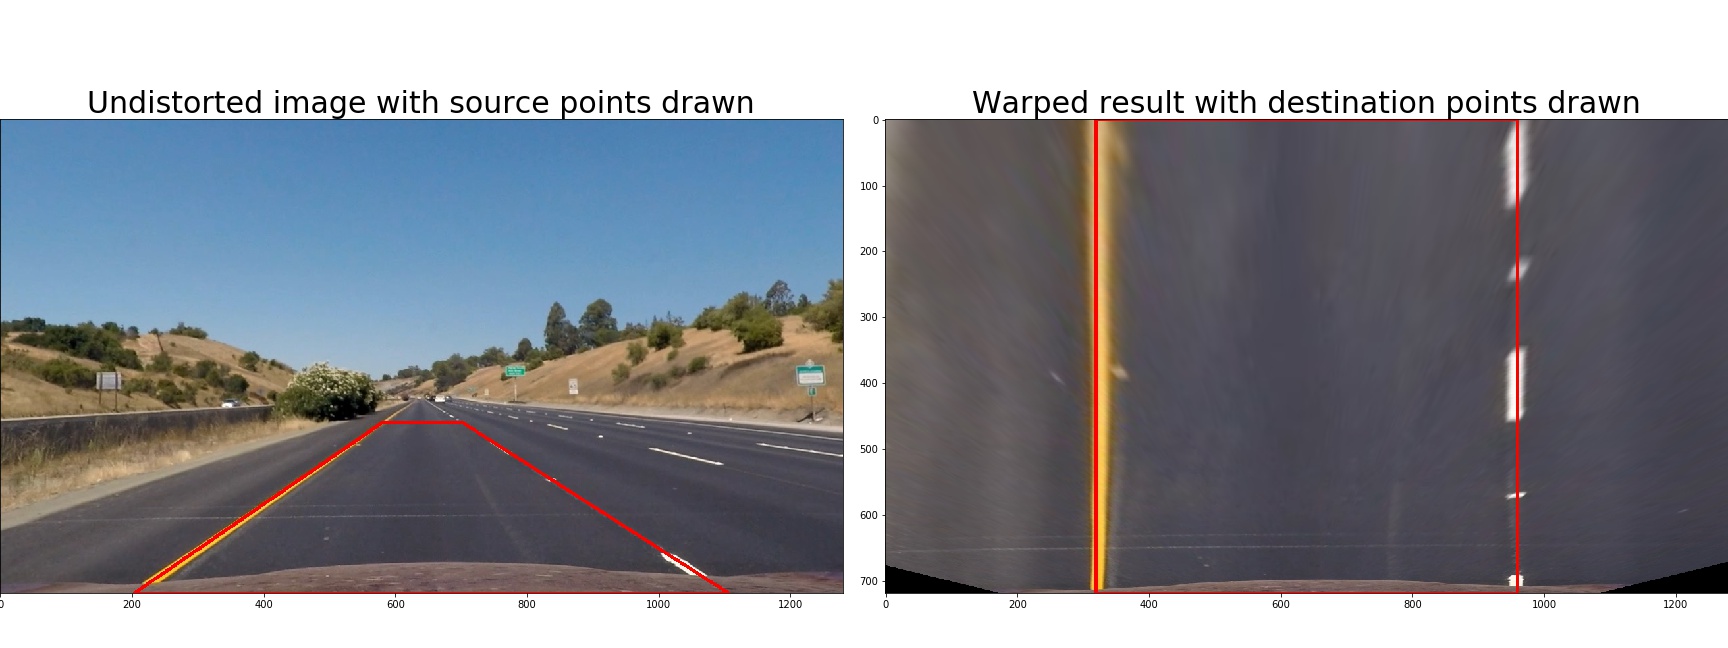 Undistorted image with source points drawn
0 200 400 600 800 1000 1200
Warped result with destination points drawn
0
100
200
300
400
500
600
700
0 200 400 600 800 1000 1200